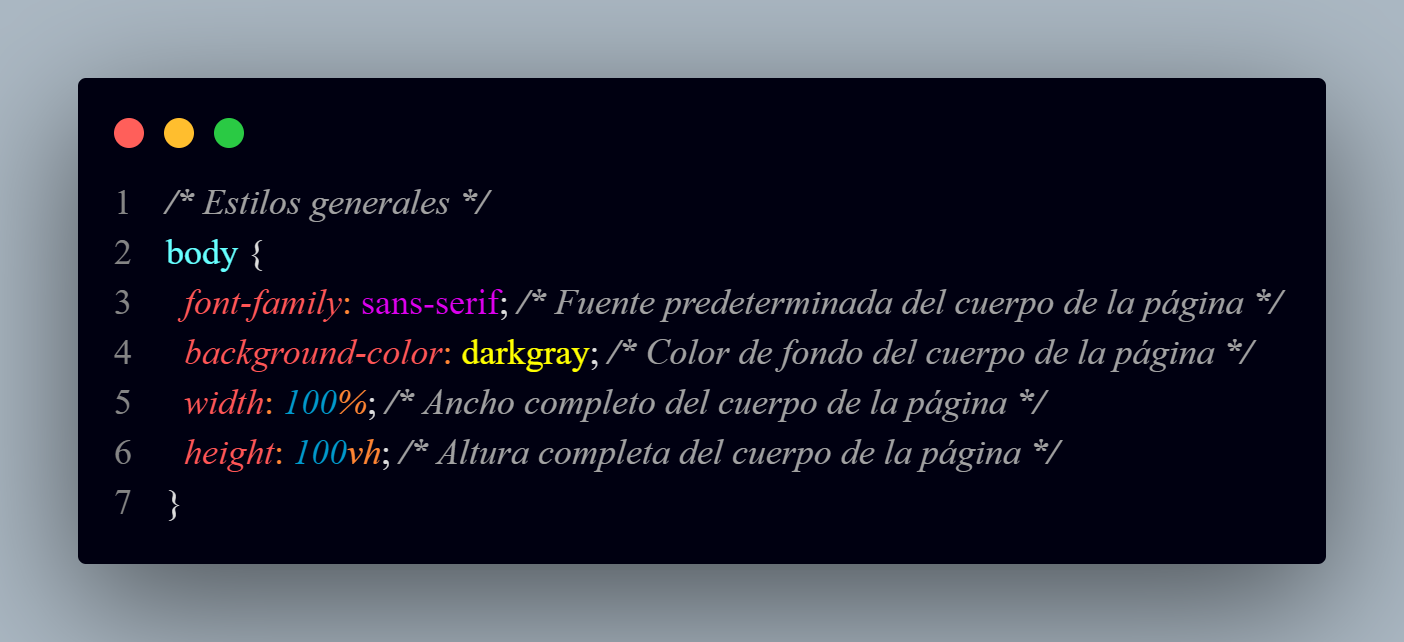 1 /* Estilos generales */
2 body {
3 font-family: sans-serif; /* Fuente predeterminada del cuerpo de la página */
4 background-color: darkgray; /* Color de fondo del cuerpo de la página */
5 width: 100%; /* Ancho completo del cuerpo de la página */
6 height: 100vh; /* Altura completa del cuerpo de la página */
7 }